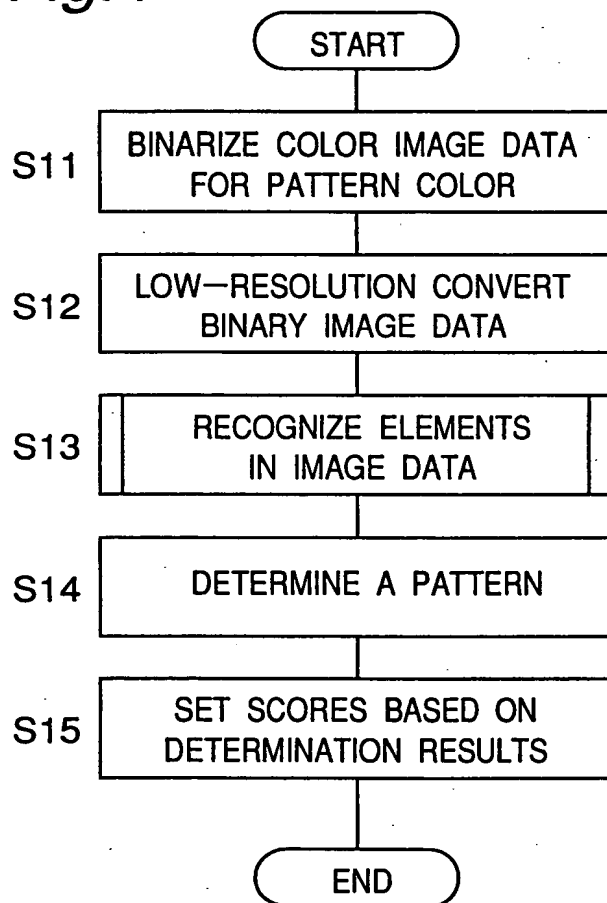 START
S11
BINARIZE COLOR IMAGE DATA
FOR PATTERN COLOR
S12
LOW-RESOLUTION CONVERT
BINARY IMAGE DATA
S13
RECOGNIZE ELEMENTS
IN IMAGE DATA
S14
DETERMINE A PATTERN
S15
SET SCORES BASED ON
DETERMINATION RESULTS
END